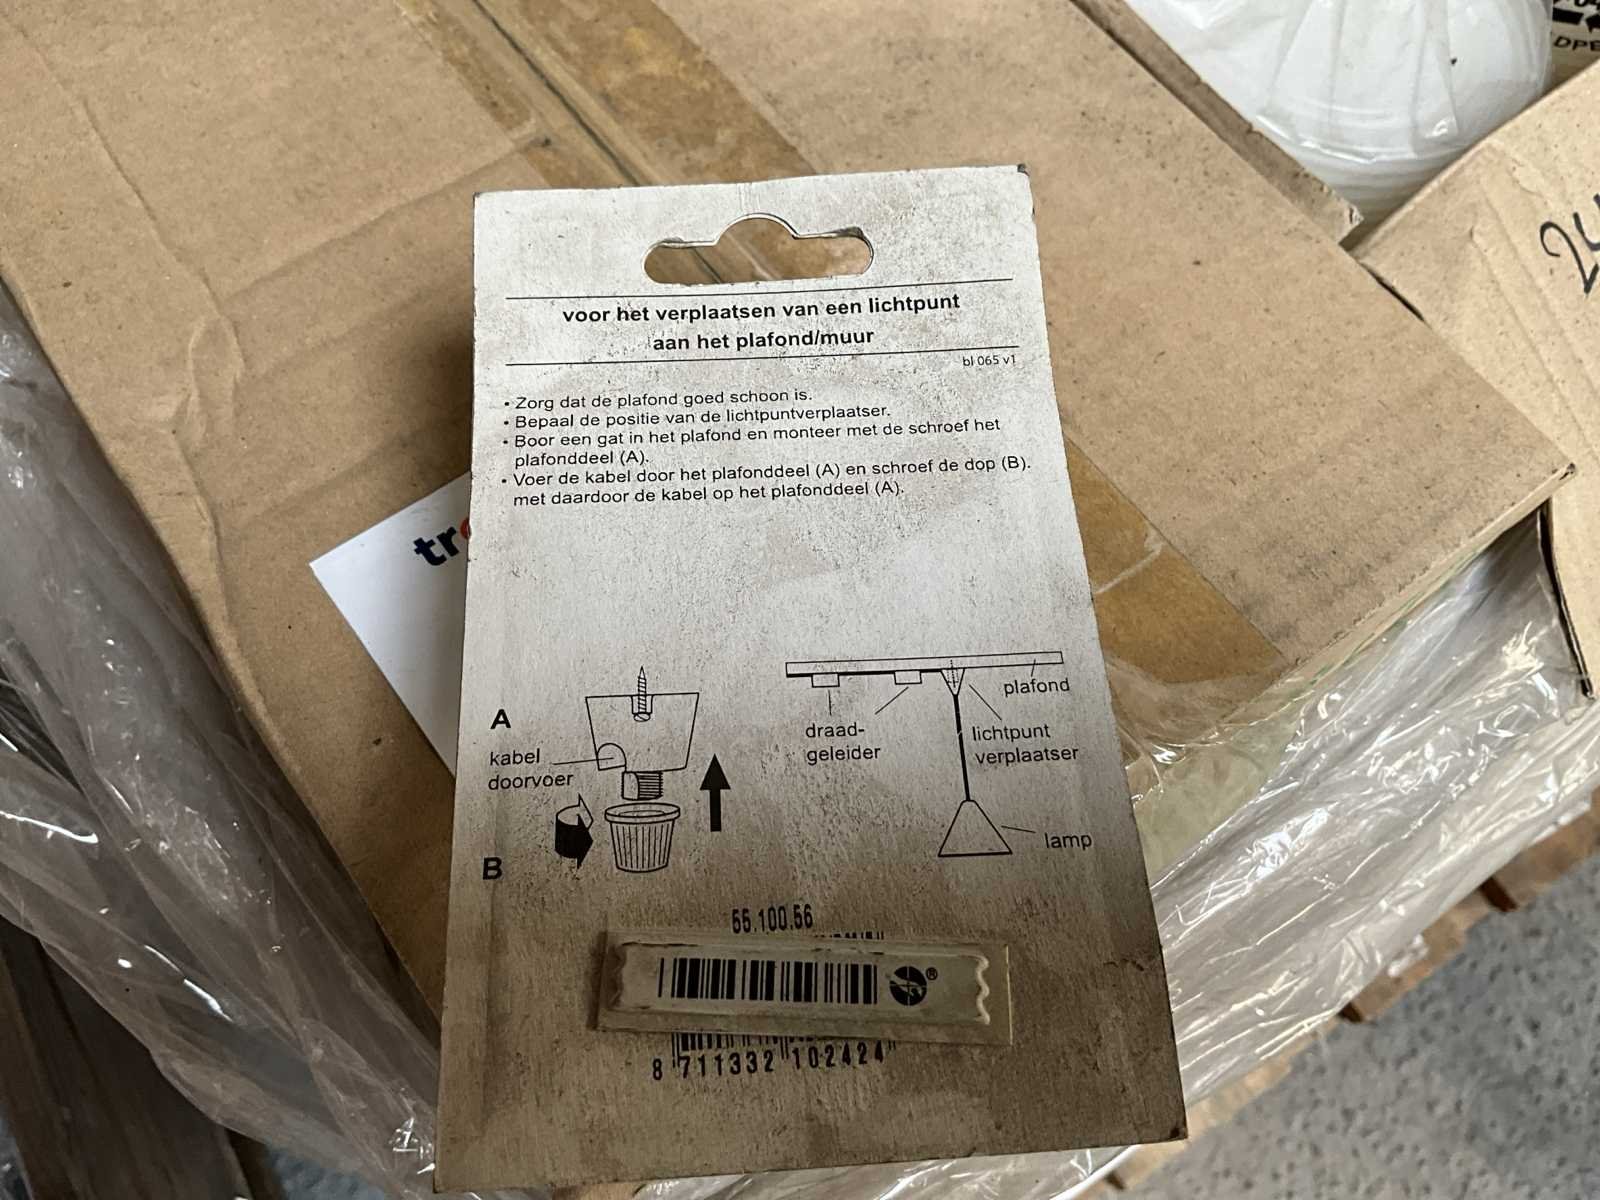 voor het verplaatsen van een lichtpunt
aan het plafond/muur
bl 065 v1
• Zorg dat de plafond goed schoon is.
• Bepaal de positie van de lichtpuntverplaatser.
• Boor een gat in het plafond en monteer met de schroef het
plafonddeel (A).
• Voer de kabel door het plafonddeel (A) en schroef de dop (B).
met daardoor de kabel op het plafonddeel (A).
A
kabel
doorvoer
B
plafond
draad-
geleider
lichtpunt
verplaatser
lamp
55.100.56
®
8 711332 102424
tr
24
DPE